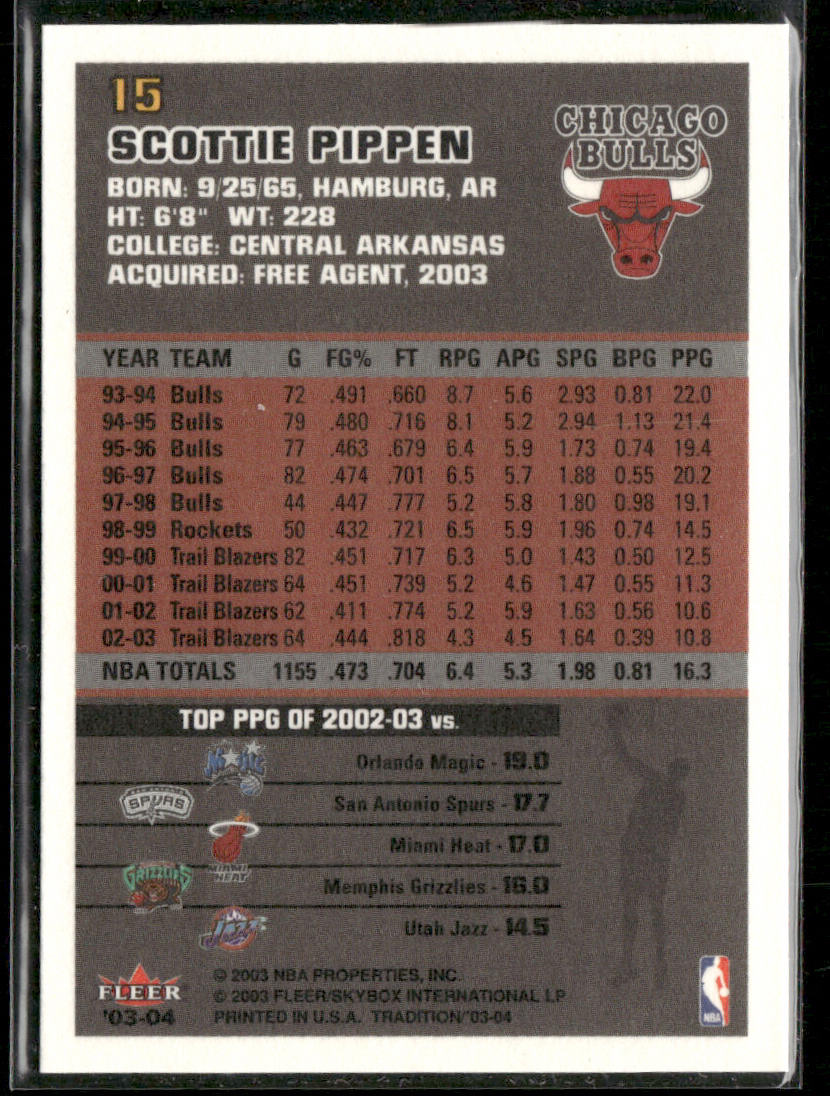 15
SCOTTIE PIPPEN
BORN: 9/25/65, HAMBURG, AR
HT: 6'8" WT: 228
COLLEGE: CENTRAL ARKANSAS
ACQUIRED: FREE AGENT, 2003
CHICAGO
BULLS
YEAR TEAM G FG% FT RPG APG SPG BPG PPG
93-94 Bulls 72 .491 .660 8.7 5.6 2.93 0.81 22.0
94-95 Bulls 79 .480 .716 8.1 5.2 2.94 1.13 21.4
95-96 Bulls 77 .463 .679 6.4 5.9 1.73 0.74 19.4
96-97 Bulls 82 .474 .701 6.5 5.7 1.88 0.55 20.2
97-98 Bulls 44 .447 .777 5.2 5.8 1.80 0.98 19.1
98-99 Rockets 50 .432 .721 6.5 5.9 1.96 0.74 14.5
99-00 Trail Blazers 82 .451 .717 6.3 5.0 1.43 0.50 12.5
00-01 Trail Blazers 64 .451 .739 5.2 4.6 1.47 0.55 11.3
01-02 Trail Blazers 62 .411 .774 5.2 5.9 1.63 0.56 10.6
02-03 Trail Blazers 64 .444 .818 4.3 4.5 1.64 0.39 10.8
NBA TOTALS 1155 .473 .704 6.4 5.3 1.98 0.81 16.3
TOP PPG OF 2002-03 vs.
Magic
Orlando Magic - 19.0
SAN ANTONIO
SPURS
San Antonio Spurs - 17.7
Miami Heat - 17.0
MIAMI
HEAT
GRIZZLIES
Memphis Grizzlies - 16.0
Jazz
Utah Jazz - 14.5
FLEER
'03-04
© 2003 NBA PROPERTIES, INC.
© 2003 FLEER/SKYBOX INTERNATIONAL LP
PRINTED IN U.S.A. TRADITION '03-04
NBA